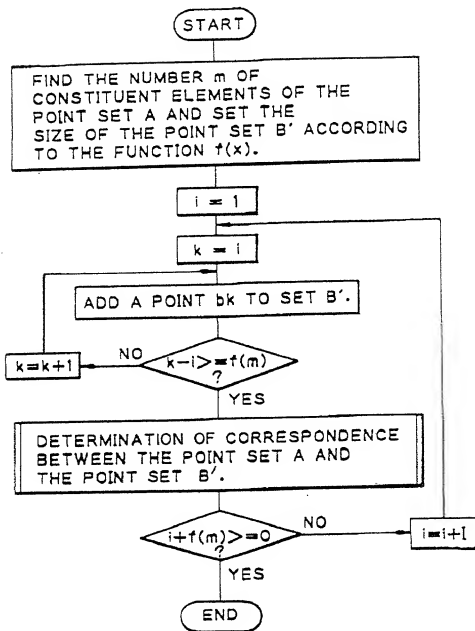 START
FIND THE NUMBER m OF
CONSTITUENT ELEMENTS OF THE
POINT SET A AND SET THE
SIZE OF THE POINT SET B' ACCORDING
TO THE FUNCTION f(x).
i = 1
k = i
ADD A POINT bk TO SET B'.
k-i>=f(m)
?
NO
k=k+1
YES
DETERMINATION OF CORRESPONDENCE
BETWEEN THE POINT SET A AND
THE POINT SET B'.
i+f(m)>=0
?
NO
i=i+I
YES
END